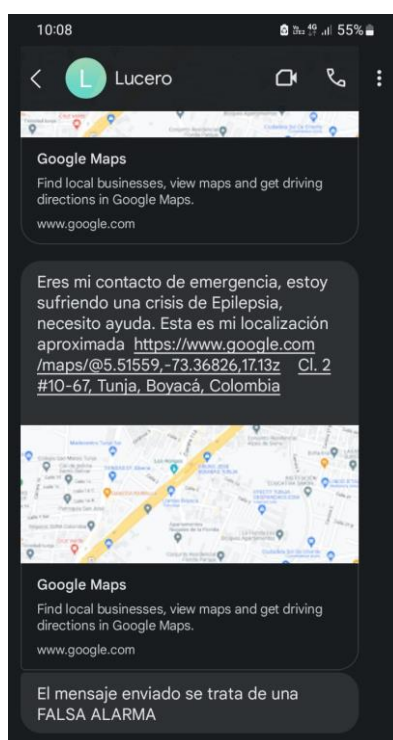 10:08
55%
L
Lucero
Google Maps
Find local businesses, view maps and get driving
directions in Google Maps.
www.google.com
Eres mi contacto de emergencia, estoy
sufriendo una crisis de Epilepsia,
necesito ayuda. Esta es mi localización
aproximada https://www.google.com
/maps/@5.51559,-73.36826,17.13z Cl. 2
#10-67, Tunja, Boyacá, Colombia
Google Maps
Find local businesses, view maps and get driving
directions in Google Maps.
www.google.com
El mensaje enviado se trata de una
FALSA ALARMA